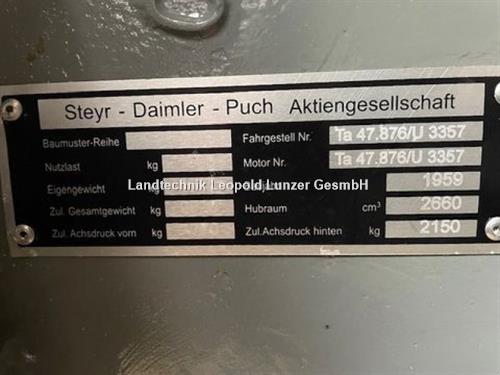 Steyr - Daimler - Puch Aktiengesellschaft
Baumuster-Reihe Fahrgestell Nr. Ta 47.876/U 3357
Nutzlast kg Motor Nr. Ta 47.876/U 3357
Eigengewicht kg 1959
Landtechnik Leopold Lunzer GesmbH
Zul. Gesamtgewicht kg Hubraum cm³ 2660
Zul. Achsdruck vorn kg Zul.Achsdruck hinten kg 2150